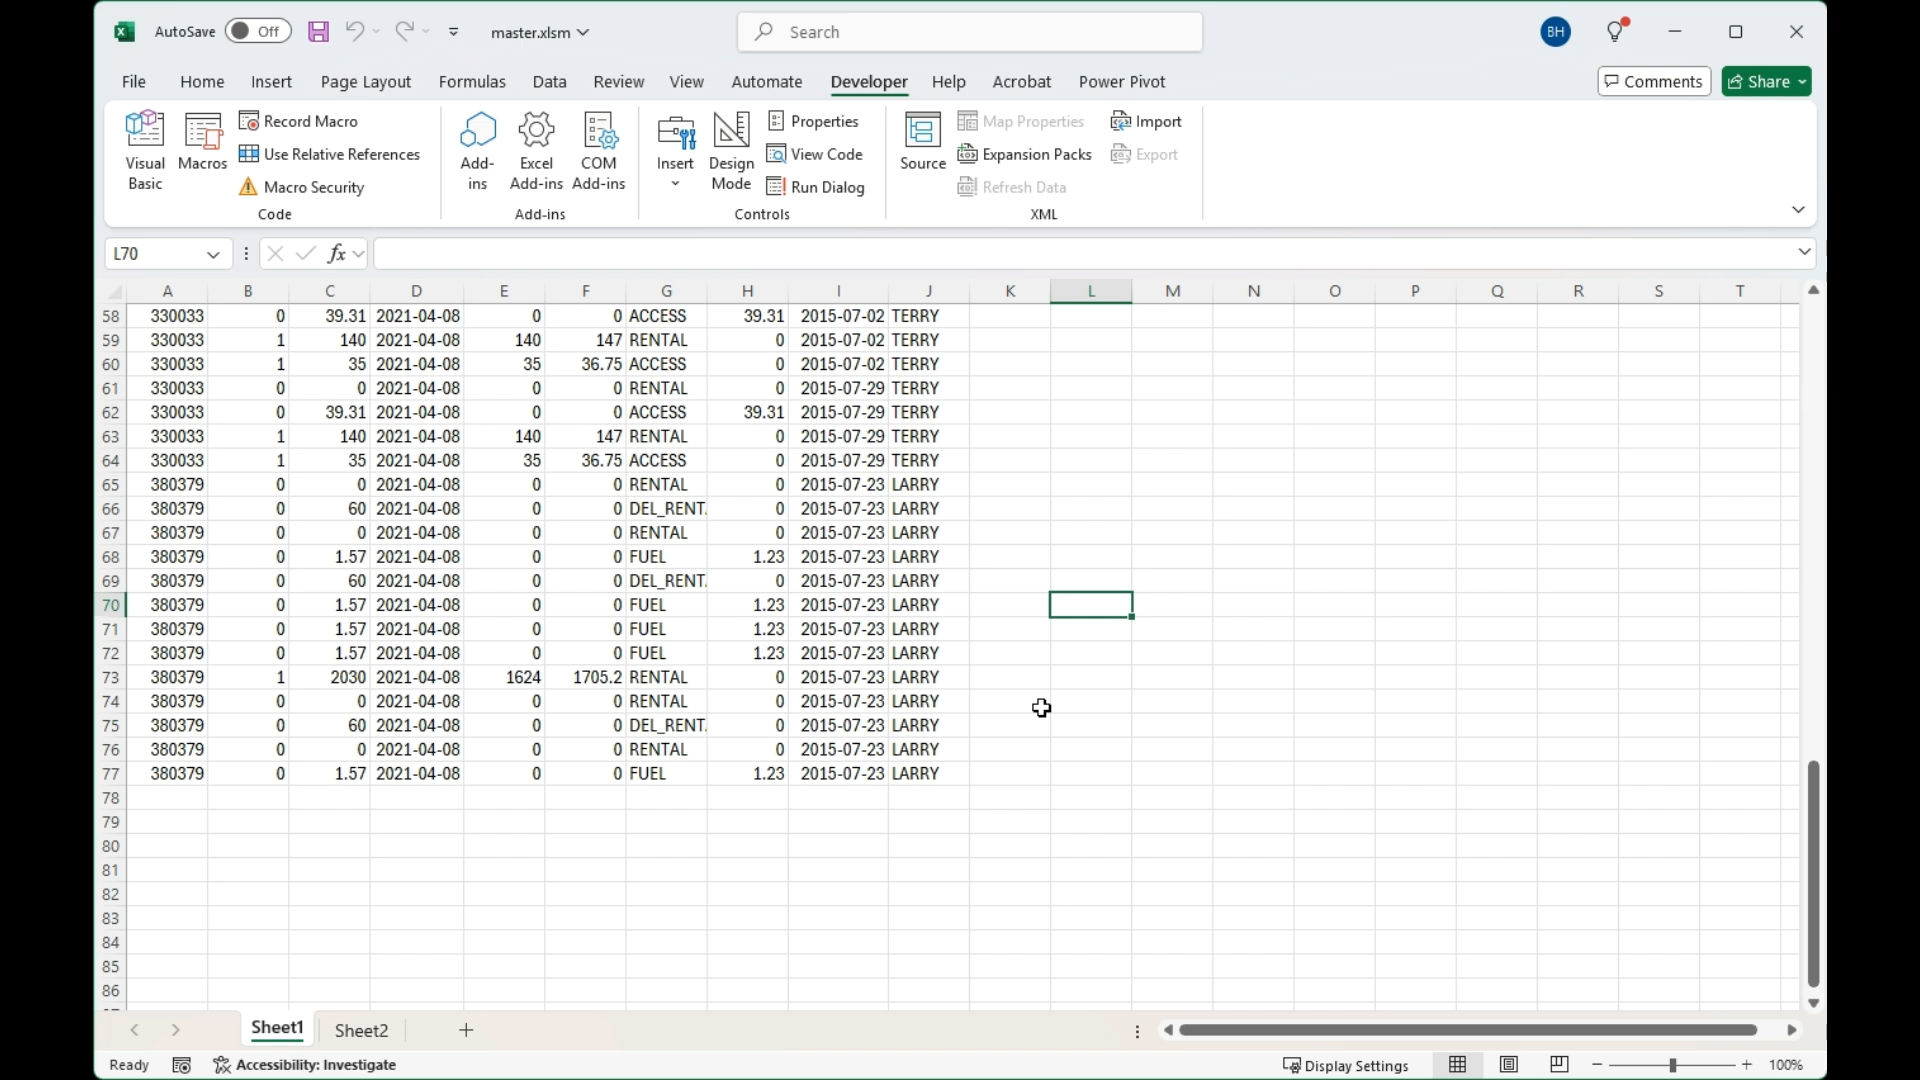 AutoSave Off master.xlsm Search BH
File Home Insert Page Layout Formulas Data Review View Automate Developer Help Acrobat Power Pivot Comments Share
Visual Basic
Macros
Record Macro
Use Relative References
Macro Security
Code
Add-ins
Excel Add-ins
COM Add-ins
Add-ins
Insert
Design Mode
Properties
View Code
Run Dialog
Controls
Source
Map Properties
Expansion Packs
Refresh Data
Import
Export
XML
L70 fx
A B C D E F G H I J K L M N O P Q R S T
58 330033 0 39.31 2021-04-08 0 0 ACCESS 39.31 2015-07-02 TERRY
59 330033 1 140 2021-04-08 140 147 RENTAL 0 2015-07-02 TERRY
60 330033 1 35 2021-04-08 35 36.75 ACCESS 0 2015-07-02 TERRY
61 330033 0 0 2021-04-08 0 0 RENTAL 0 2015-07-29 TERRY
62 330033 0 39.31 2021-04-08 0 0 ACCESS 39.31 2015-07-29 TERRY
63 330033 1 140 2021-04-08 140 147 RENTAL 0 2015-07-29 TERRY
64 330033 1 35 2021-04-08 35 36.75 ACCESS 0 2015-07-29 TERRY
65 380379 0 0 2021-04-08 0 0 RENTAL 0 2015-07-23 LARRY
66 380379 0 60 2021-04-08 0 0 DEL_RENT 0 2015-07-23 LARRY
67 380379 0 0 2021-04-08 0 0 RENTAL 0 2015-07-23 LARRY
68 380379 0 1.57 2021-04-08 0 0 FUEL 1.23 2015-07-23 LARRY
69 380379 0 60 2021-04-08 0 0 DEL_RENT 0 2015-07-23 LARRY
70 380379 0 1.57 2021-04-08 0 0 FUEL 1.23 2015-07-23 LARRY
71 380379 0 1.57 2021-04-08 0 0 FUEL 1.23 2015-07-23 LARRY
72 380379 0 1.57 2021-04-08 0 0 FUEL 1.23 2015-07-23 LARRY
73 380379 1 2030 2021-04-08 1624 1705.2 RENTAL 0 2015-07-23 LARRY
74 380379 0 0 2021-04-08 0 0 RENTAL 0 2015-07-23 LARRY
75 380379 0 60 2021-04-08 0 0 DEL_RENT 0 2015-07-23 LARRY
76 380379 0 0 2021-04-08 0 0 RENTAL 0 2015-07-23 LARRY
77 380379 0 1.57 2021-04-08 0 0 FUEL 1.23 2015-07-23 LARRY
78
79
80
81
82
83
84
85
86
Sheet1 Sheet2 +
Ready Accessibility: Investigate Display Settings - + 100%